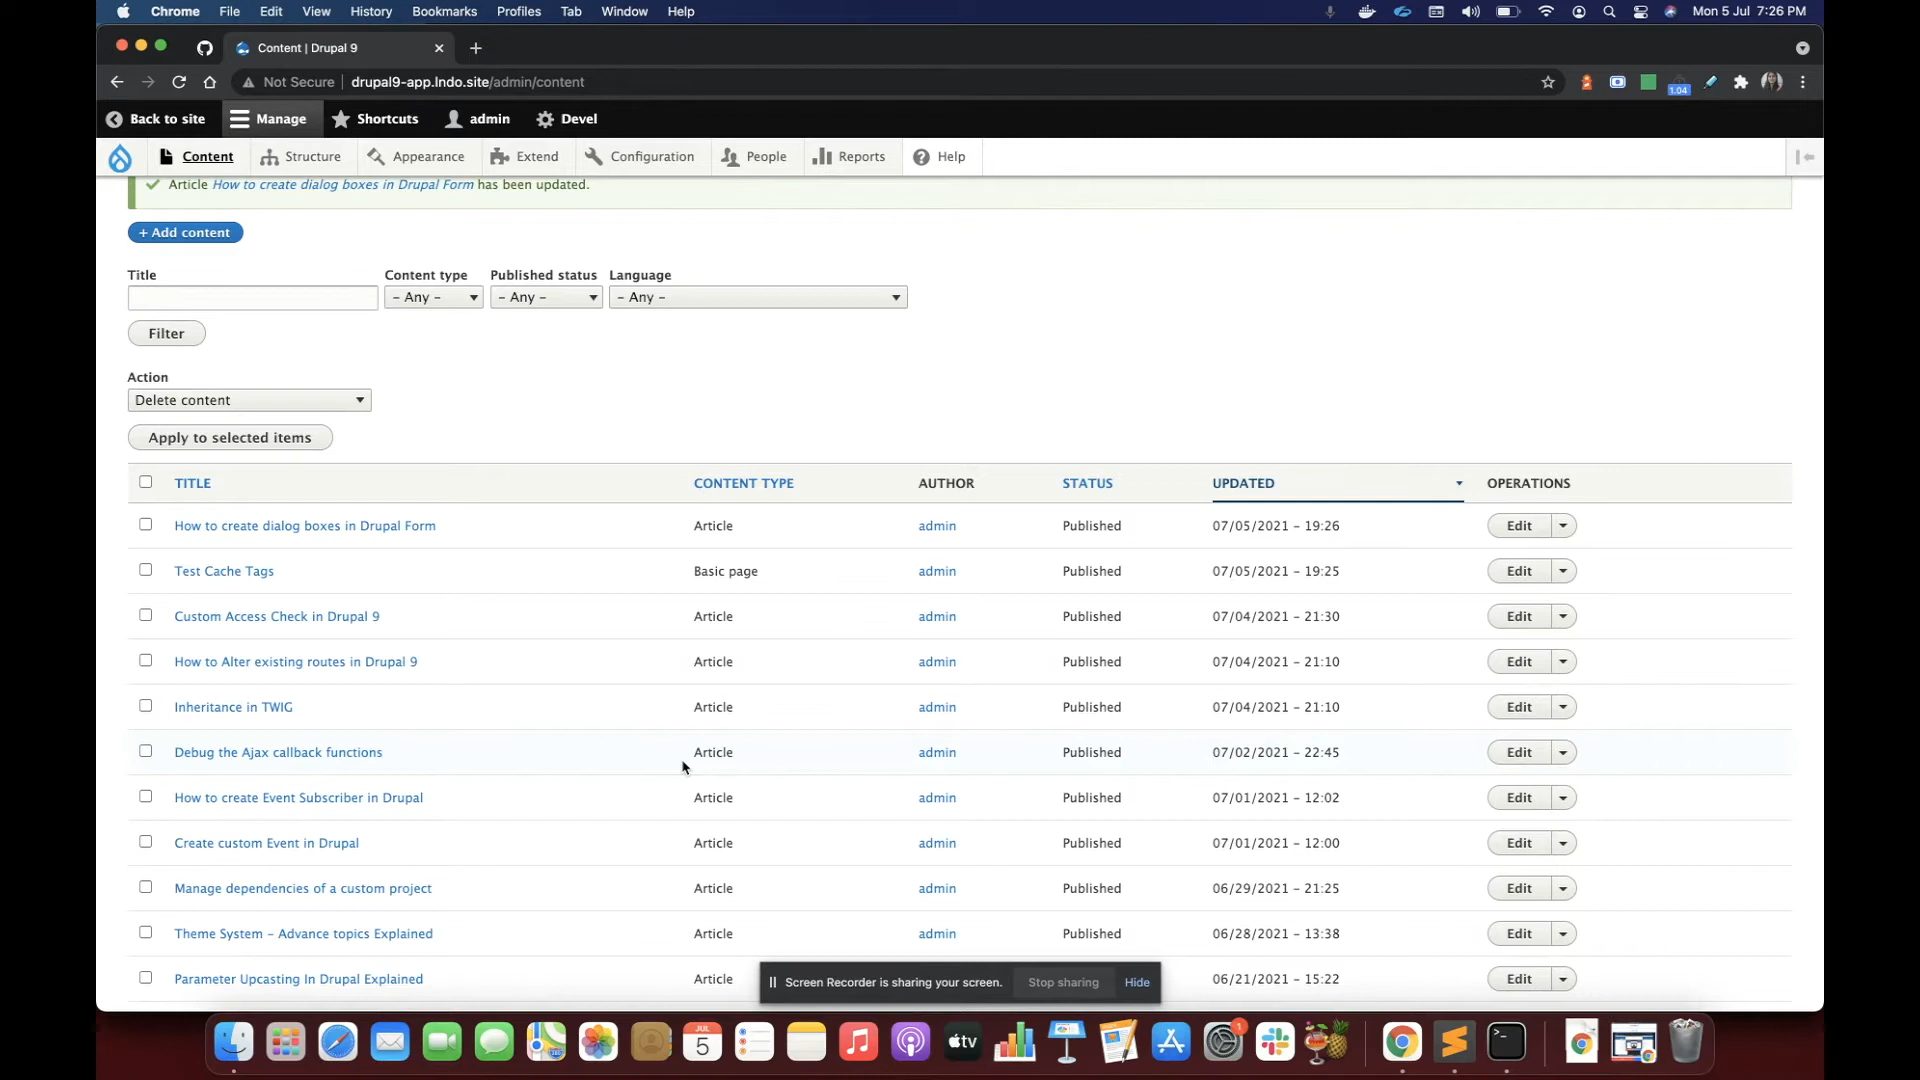 Chrome File Edit View History Bookmarks Profiles Tab Window Help Mon 5 Jul 7:26 PM
Content | Drupal 9
Not Secure drupal9-app.lndo.site/admin/content 1.04
Back to site Manage Shortcuts admin Devel
Content Structure Appearance Extend Configuration People Reports Help
Article How to create dialog boxes in Drupal Form has been updated.
+ Add content
Title Content type Published status Language
- Any - - Any - - Any -
Filter
Action
Delete content
Apply to selected items
TITLE CONTENT TYPE AUTHOR STATUS UPDATED OPERATIONS
How to create dialog boxes in Drupal Form Article admin Published 07/05/2021 - 19:26 Edit
Test Cache Tags Basic page admin Published 07/05/2021 - 19:25 Edit
Custom Access Check in Drupal 9 Article admin Published 07/04/2021 - 21:30 Edit
How to Alter existing routes in Drupal 9 Article admin Published 07/04/2021 - 21:10 Edit
Inheritance in TWIG Article admin Published 07/04/2021 - 21:10 Edit
Debug the Ajax callback functions Article admin Published 07/02/2021 - 22:45 Edit
How to create Event Subscriber in Drupal Article admin Published 07/01/2021 - 12:02 Edit
Create custom Event in Drupal Article admin Published 07/01/2021 - 12:00 Edit
Manage dependencies of a custom project Article admin Published 06/29/2021 - 21:25 Edit
Theme System - Advance topics Explained Article admin Published 06/28/2021 - 13:38 Edit
Parameter Upcasting In Drupal Explained Article 06/21/2021 - 15:22 Edit
Screen Recorder is sharing your screen. Stop sharing Hide
JUL
5
tv
1